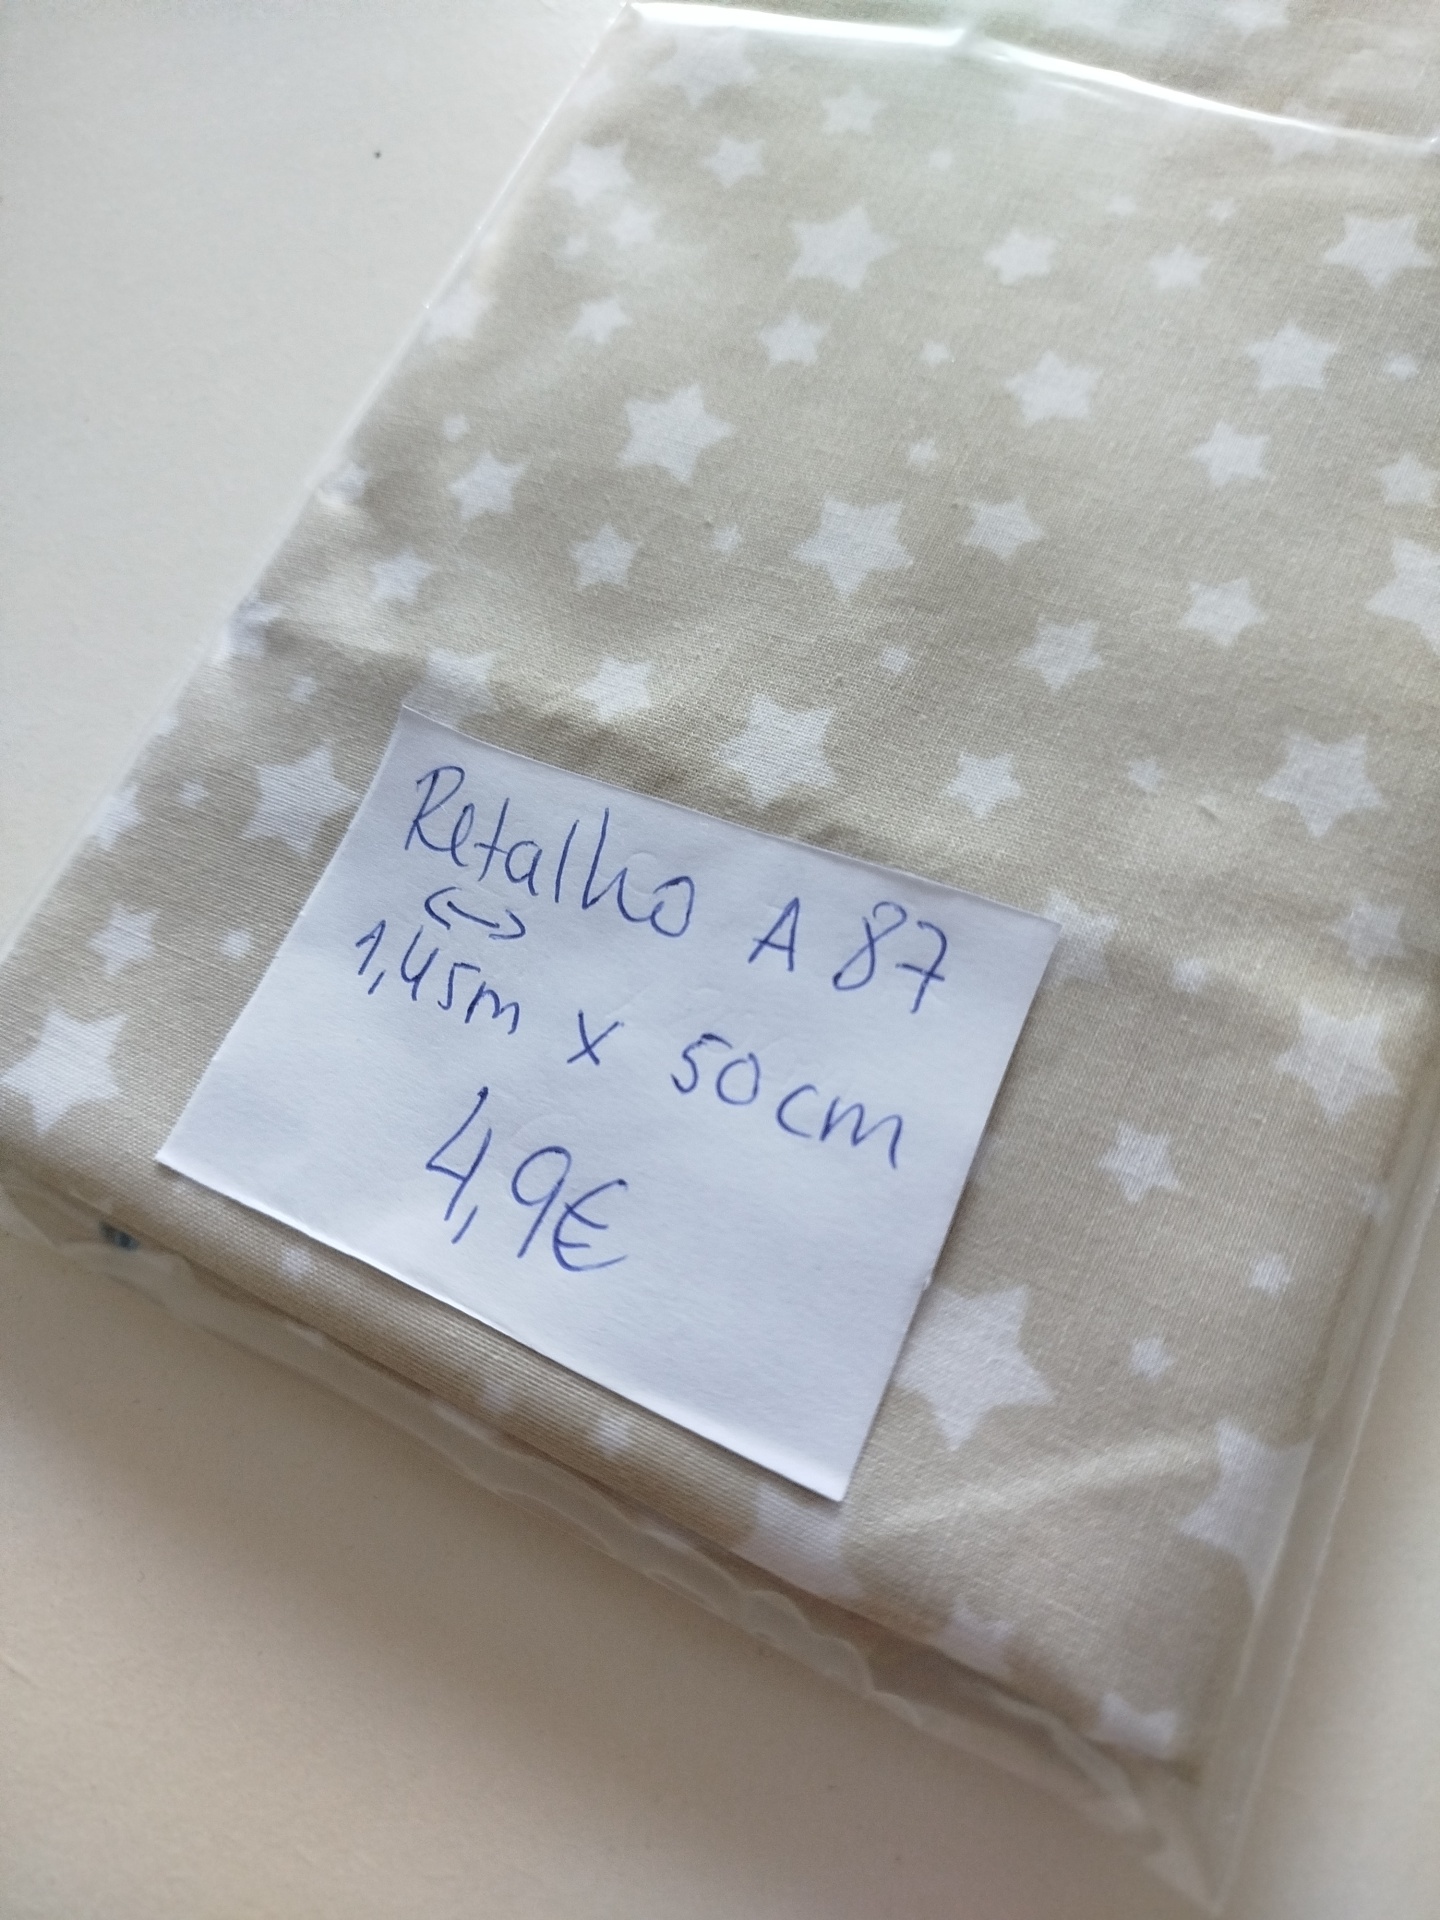 Retalho A 87
↔
1,45m x 50cm
4,9€